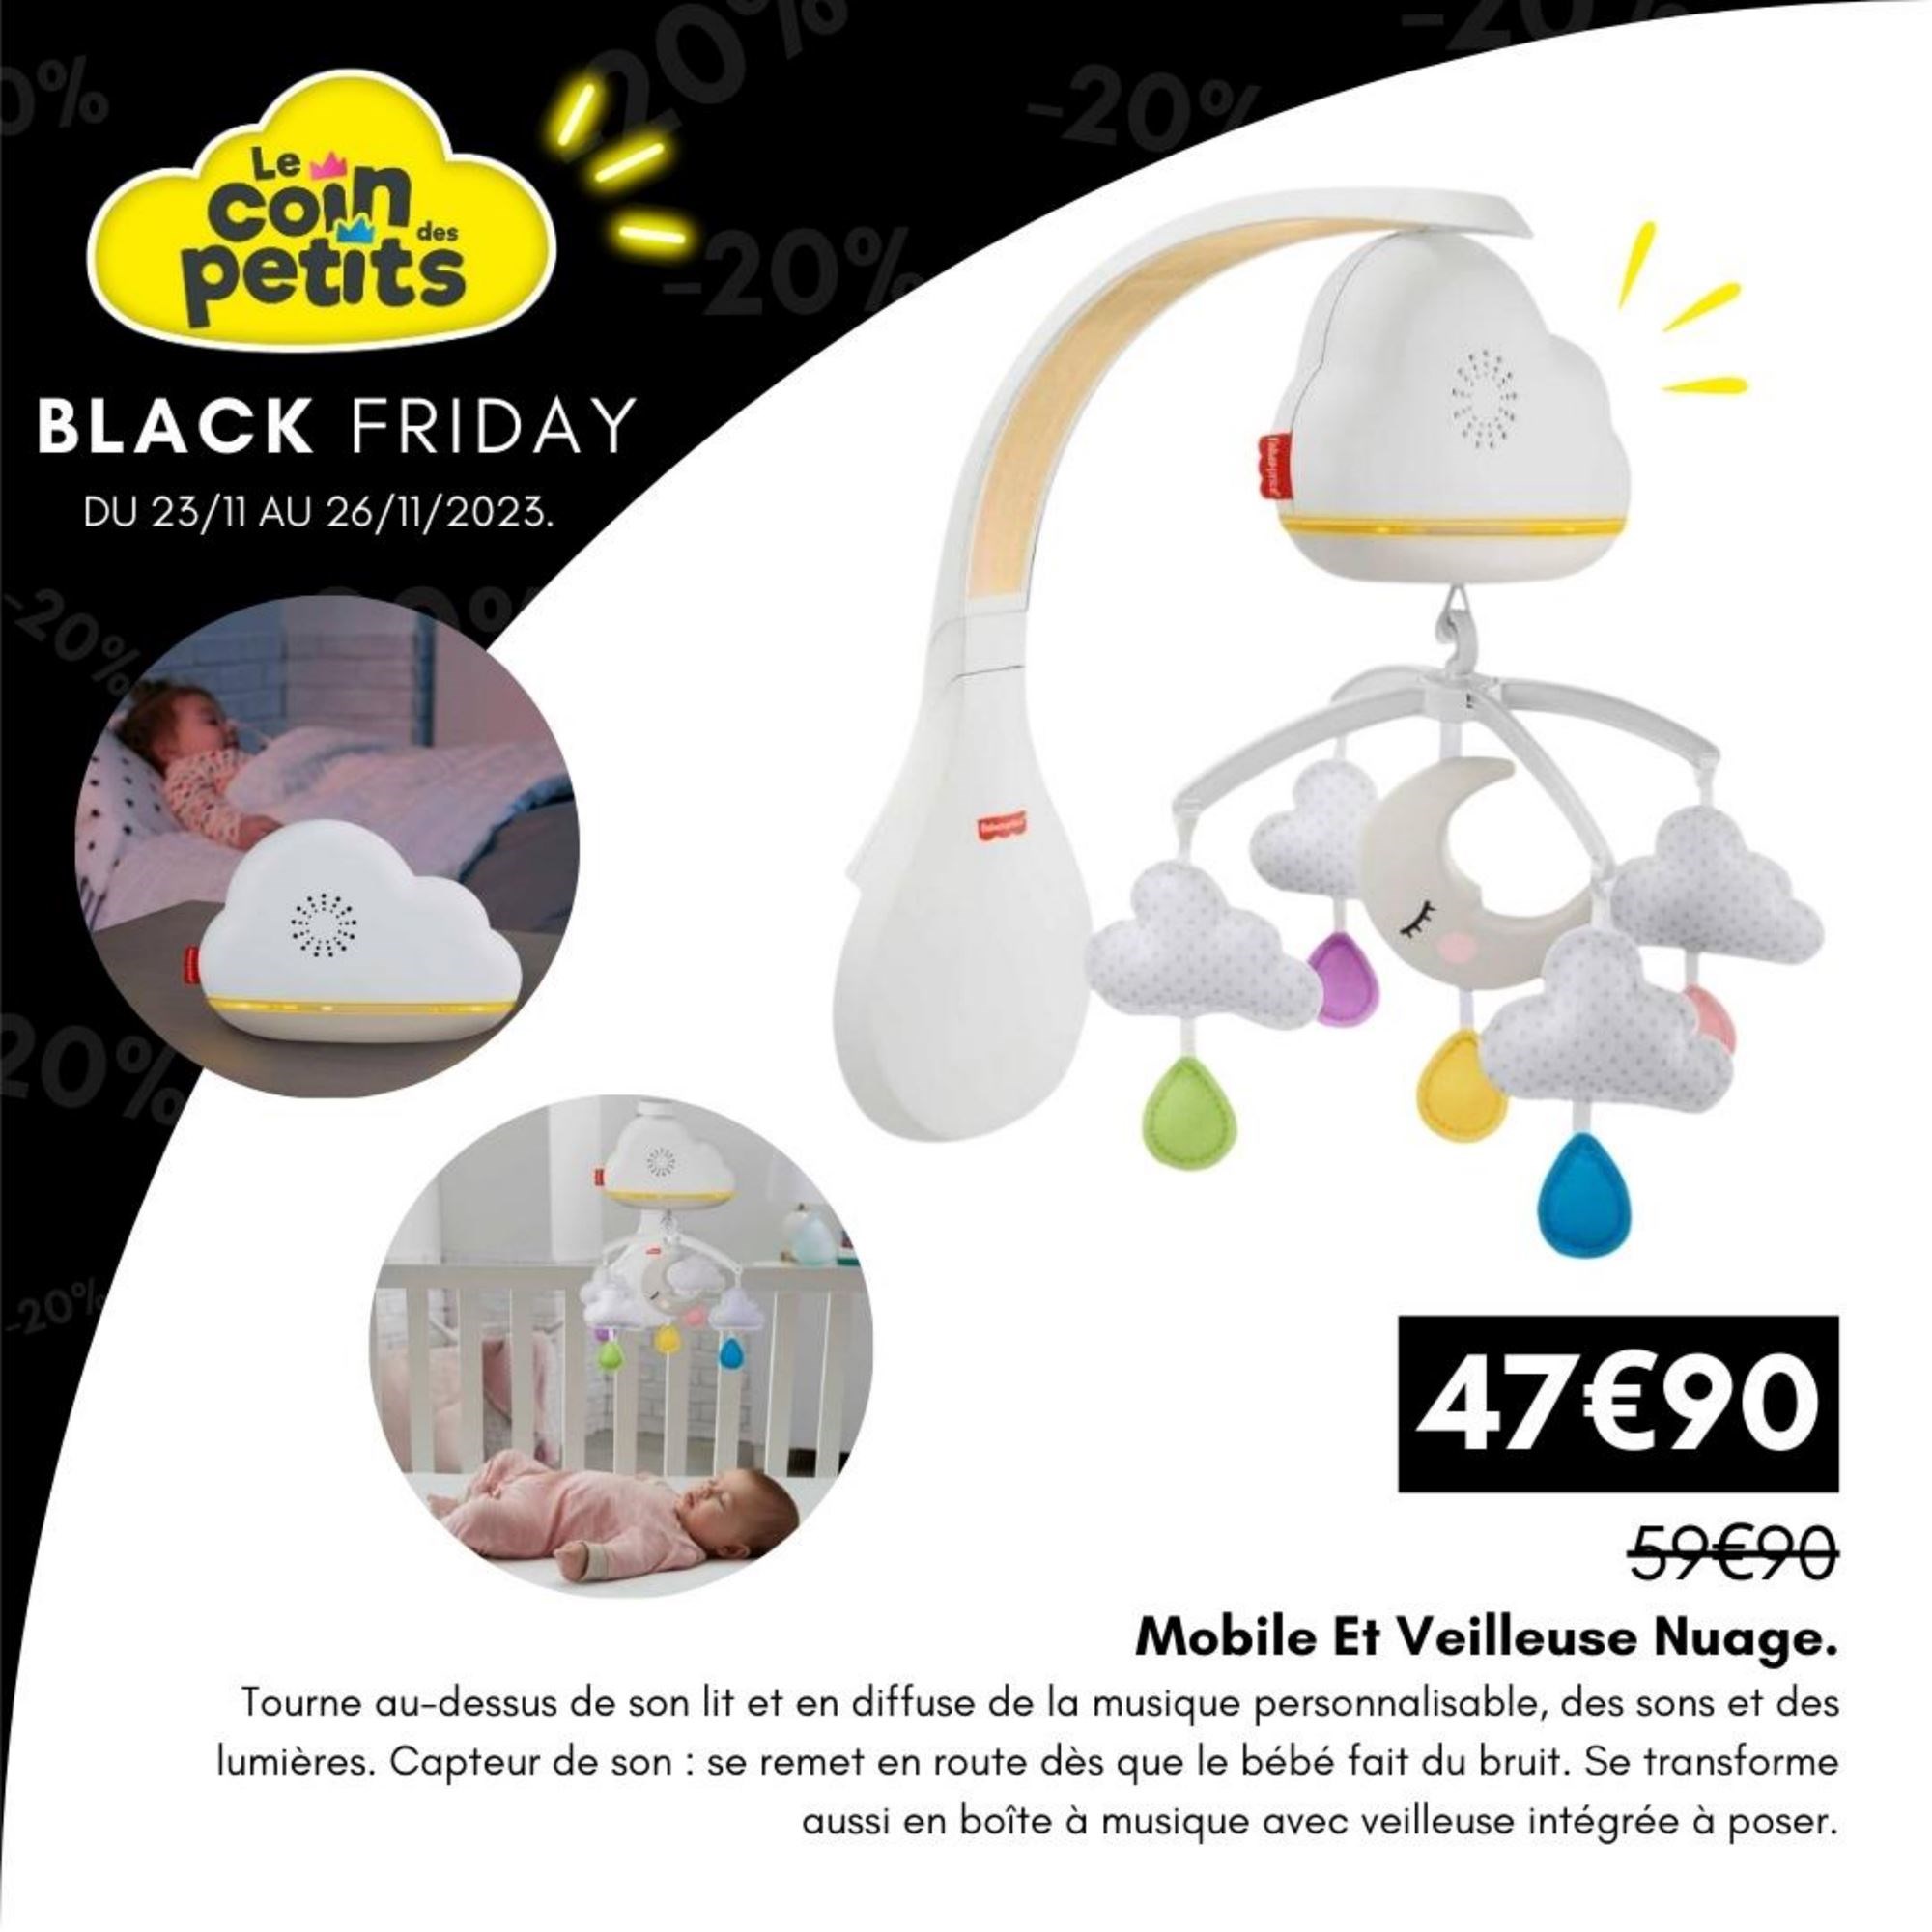 -20%
-20%
-20%
Le
coin
des
petits
-20%
BLACK FRIDAY
DU 23/11 AU 26/11/2023.
-20%
20%
-20%
47€90
59€90
Mobile Et Veilleuse Nuage.
Tourne au-dessus de son lit et en diffuse de la musique personnalisable, des sons et des
lumières. Capteur de son : se remet en route dès que le bébé fait du bruit. Se transforme
aussi en boîte à musique avec veilleuse intégrée à poser.